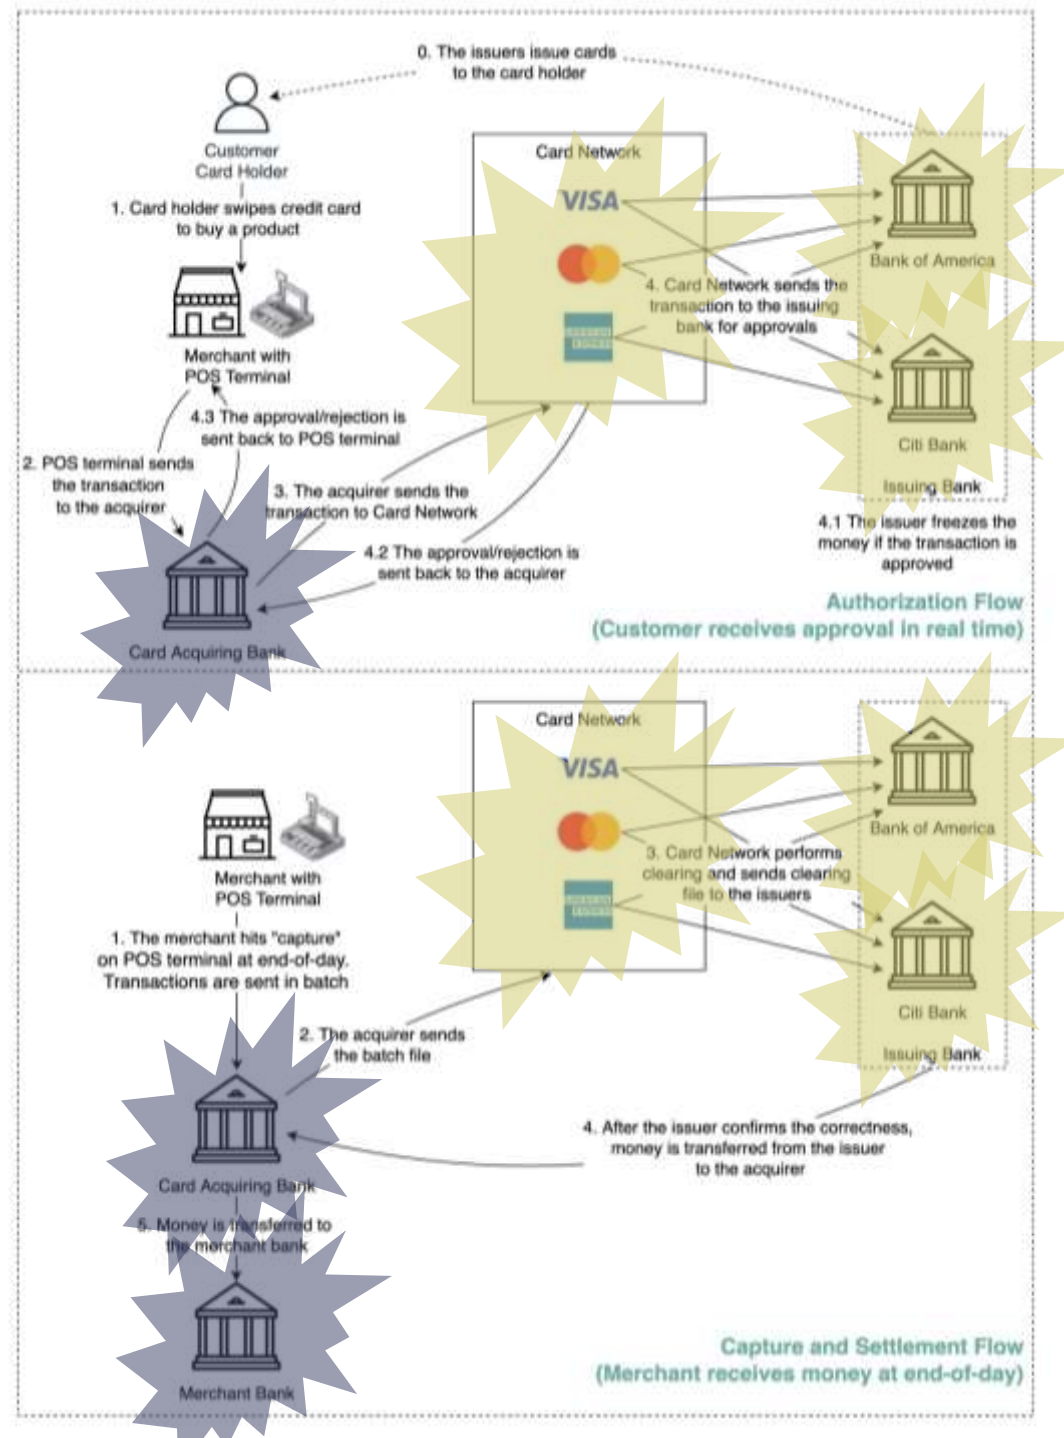 0. The issuers issue cards
to the card holder
Customer
Card Holder
1. Card holder swipes credit card
to buy a product
Merchant with
POS Terminal
4.3 The approval/rejection is
sent back to POS terminal
2. POS terminal sends
the transaction
to the acquirer
3. The acquirer sends the
transaction to Card Network
4.2 The approval/rejection is
sent back to the acquirer
Card Acquiring Bank
Card Network
VISA
4. Card Network sends the
transaction to the issuing
bank for approvals
Bank of America
Citi Bank
Issuing Bank
4.1 The issuer freezes the
money if the transaction is
approved
Authorization Flow
(Customer receives approval in real time)
Card Network
VISA
3. Card Network performs
clearing and sends clearing
file to the issuers
Bank of America
Citi Bank
Issuing Bank
Merchant with
POS Terminal
1. The merchant hits "capture"
on POS terminal at end-of-day.
Transactions are sent in batch
2. The acquirer sends
the batch file
4. After the issuer confirms the correctness,
money is transferred from the issuer
to the acquirer
Card Acquiring Bank
5. Money is transferred to
the merchant bank
Merchant Bank
Capture and Settlement Flow
(Merchant receives money at end-of-day)